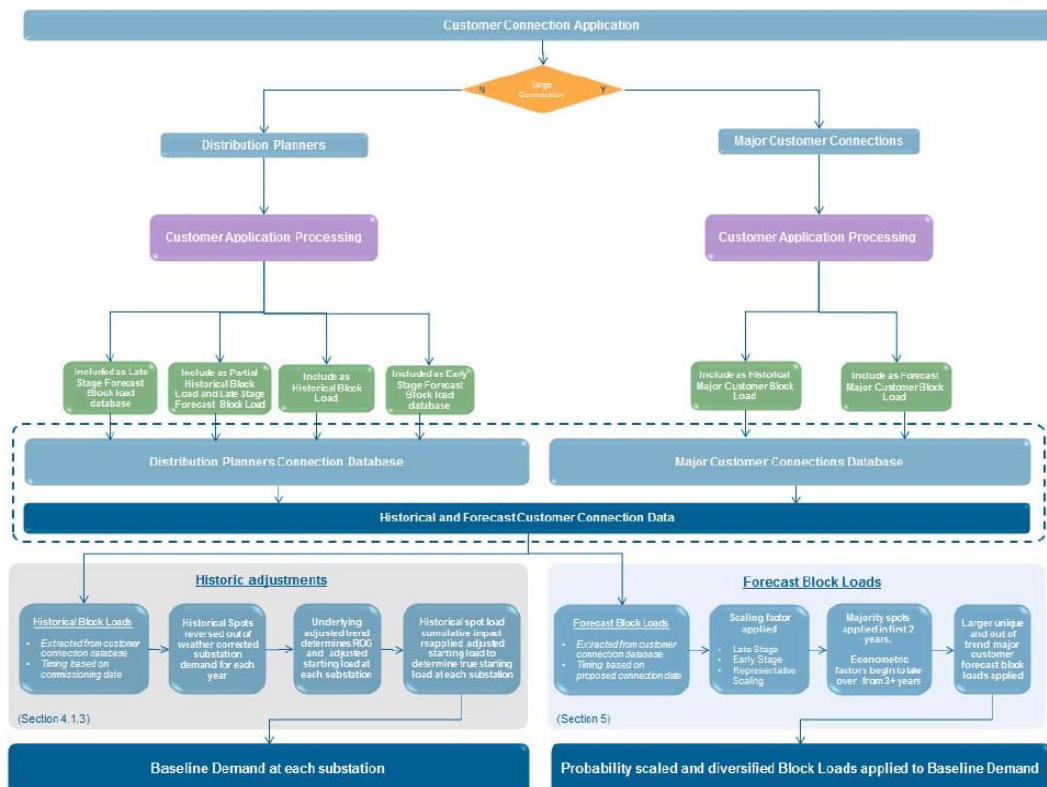 Customer Connection Application
Large
Connection
N
Y
Distribution Planners
Major Customer Connections
Customer Application Processing
Customer Application Processing
Included as Late
Stage Forecast
Block load
database
Include as Partial
Historical Block
Load and Late Stage
Forecast Block Load
Include as
Historical Block
Load
Included as Early
Stage Forecast
Block load
database
Include as Historical
Major Customer Block
Load
Include as Forecast
Major Customer Block
Load
Distribution Planners Connection Database
Major Customer Connections Database
Historical and Forecast Customer Connection Data
Historic adjustments
Historical Block Loads
• Extracted from customer
connection database
• Timing based on
commissioning date
Historical Spots
reversed out of
weather corrected
substation
demand for each
year
Underlying
adjusted trend
determines ROG
and adjusted
starting load at
each substation
Historical spot load
cumulative impact
reapplied adjusted
starting load to
determine true starting
load at each substation
(Section 4.1.3)
Forecast Block Loads
Forecast Block Loads
• Extracted from customer
connection database
• Timing based on
proposed connection date
Scaling factor
applied
• Late Stage
• Early Stage
• Representative
Scaling
Majority spots
applied in first 2
years.
Econometric
factors begin to take
over from 3+ years
Larger unique
and out of
trend major
customer
forecast block
loads applied
(Section 5)
Baseline Demand at each substation
Probability scaled and diversified Block Loads applied to Baseline Demand